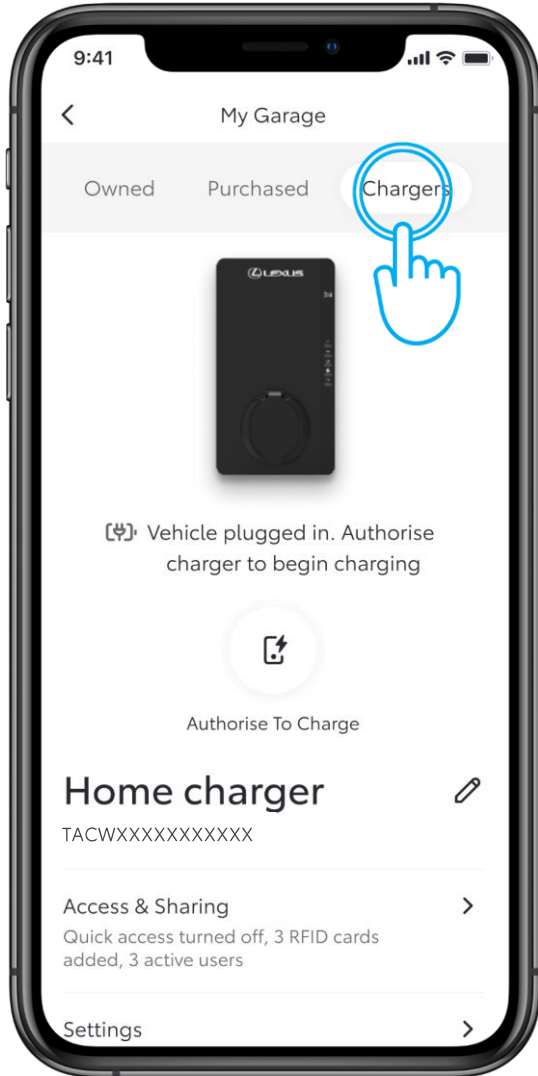 9:41
My Garage
Owned Purchased Chargers
LEXUS
Vehicle plugged in. Authorise
charger to begin charging
Authorise To Charge
Home charger
TACWXXXXXXXXXXX
Access & Sharing
Quick access turned off, 3 RFID cards
added, 3 active users
Settings